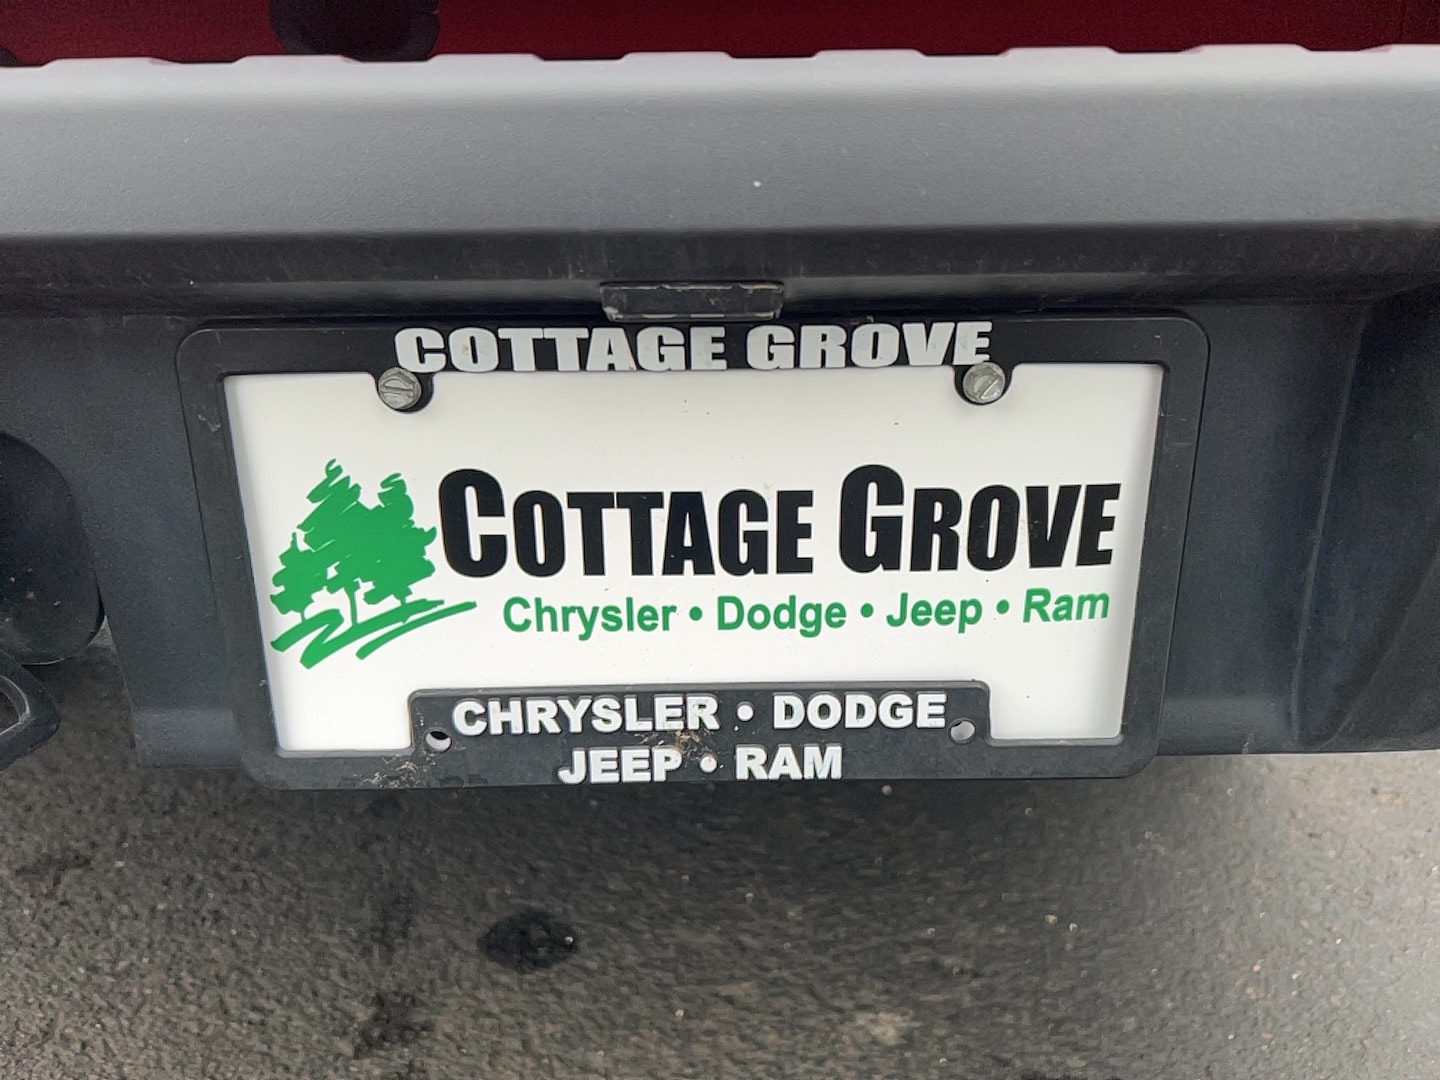 COTTAGE GROVE
COTTAGE GROVE
Chrysler • Dodge • Jeep • Ram
CHRYSLER • DODGE
JEEP • RAM